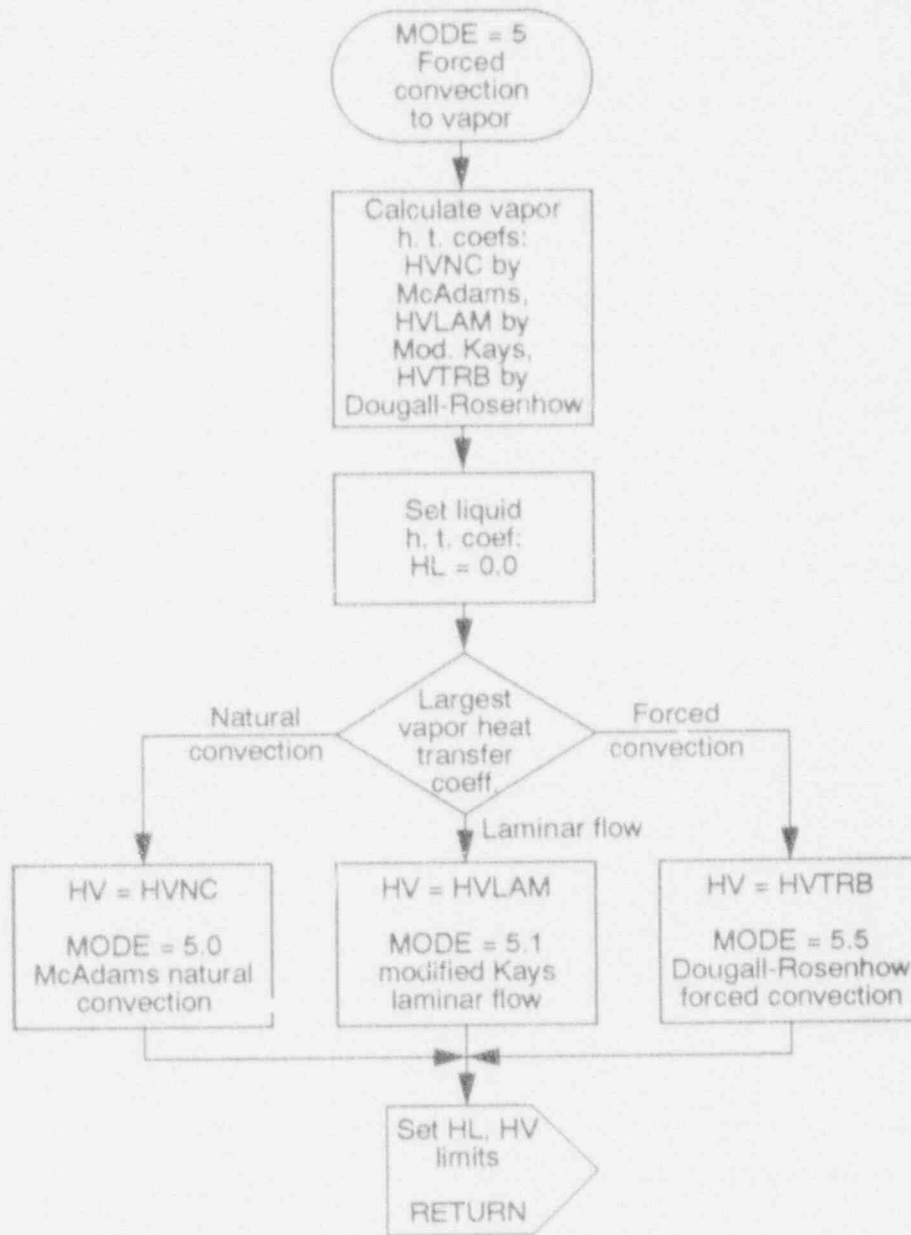 MODE = 5
Forced
convection
to vapor
Calculate vapor
h. t. coefs:
HVNC by
McAdams,
HVLAM by
Mod. Kays,
HVTRB by
Dougall-Rosenhow
Set liquid
h. t. coef:
HL = 0.0
Largest
vapor heat
transfer
coeff.
Natural
convection
Forced
convection
Laminar flow
HV = HVNC
MODE = 5.0
McAdams natural
convection
HV = HVLAM
MODE = 5.1
modified Kays
laminar flow
HV = HVTRB
MODE = 5.5
Dougall-Rosenhow
forced convection
Set HL, HV
limits
RETURN